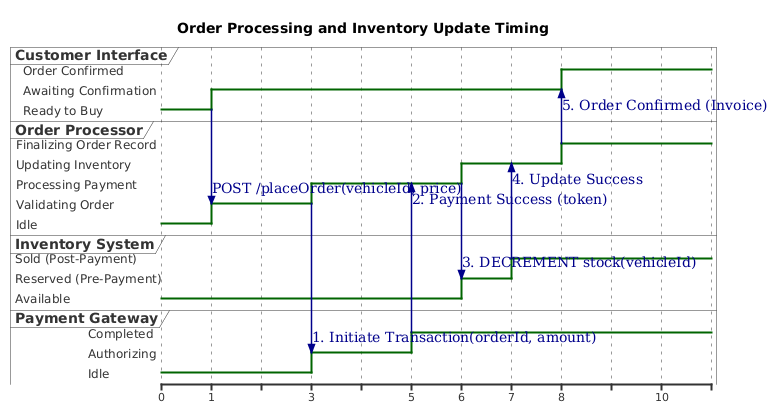 Order Processing and Inventory Update Timing
Customer Interface
Order Confirmed
Awaiting Confirmation
Ready to Buy
5. Order Confirmed (Invoice)
Order Processor
Finalizing Order Record
Updating Inventory
Processing Payment
Validating Order
Idle
POST /placeOrder(vehicleId, price)
2. Payment Success (token)
4. Update Success
Inventory System
Sold (Post-Payment)
Reserved (Pre-Payment)
Available
3. DECREMENT stock(vehicleId)
Payment Gateway
Completed
Authorizing
Idle
1. Initiate Transaction(orderId, amount)
0 1 3 5 6 7 8 10